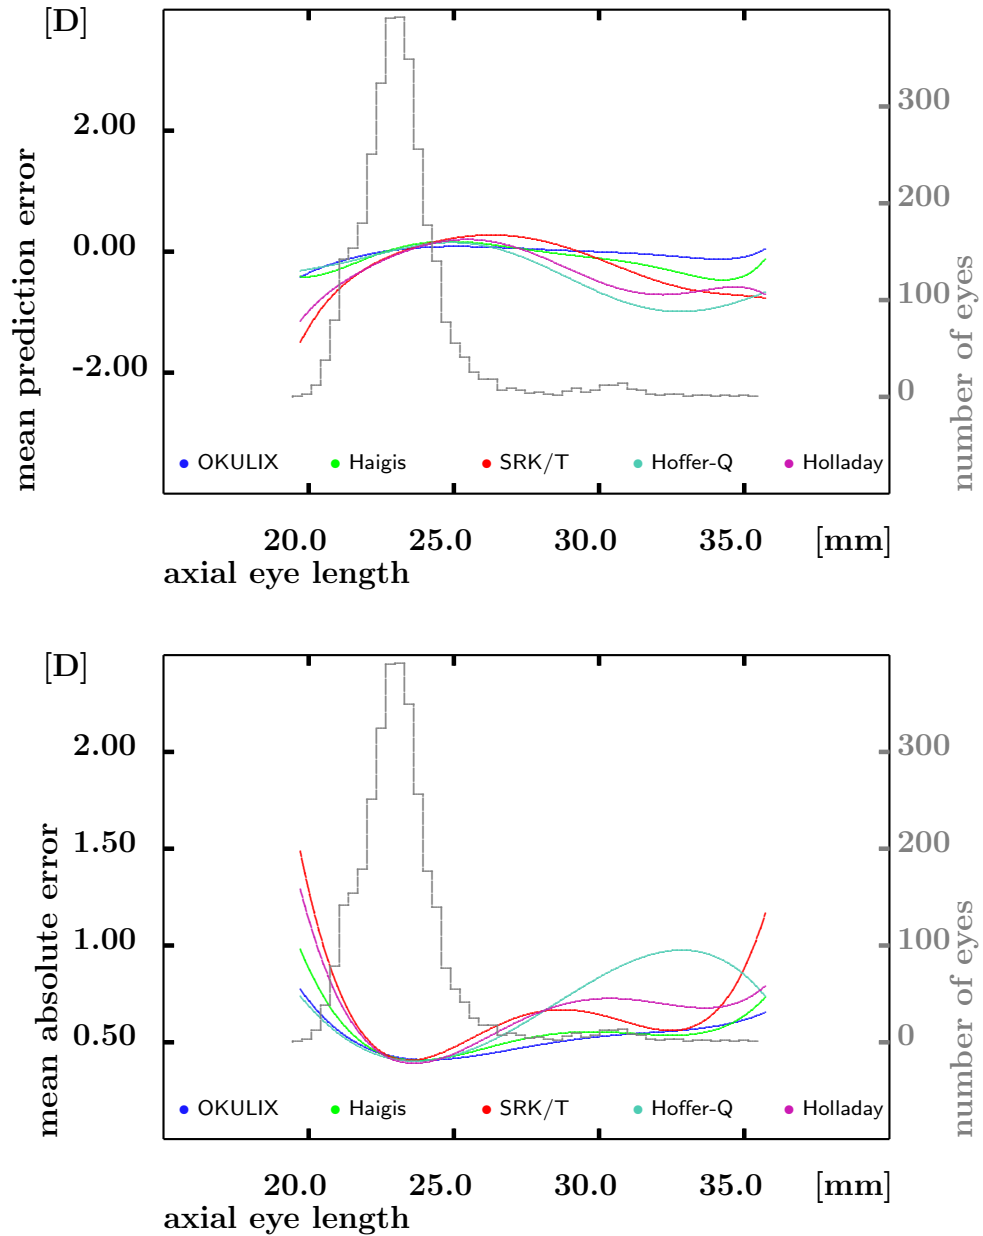 [D]
300
2.00
200
0.00
100
-2.00
0
mean prediction error
number of eyes
OKULIX Haigis SRK/T Hoffer-Q Holladay
20.0 25.0 30.0 35.0 [mm]
axial eye length
[D]
2.00 300
1.50 200
1.00 100
0.50 0
mean absolute error
number of eyes
OKULIX Haigis SRK/T Hoffer-Q Holladay
20.0 25.0 30.0 35.0 [mm]
axial eye length